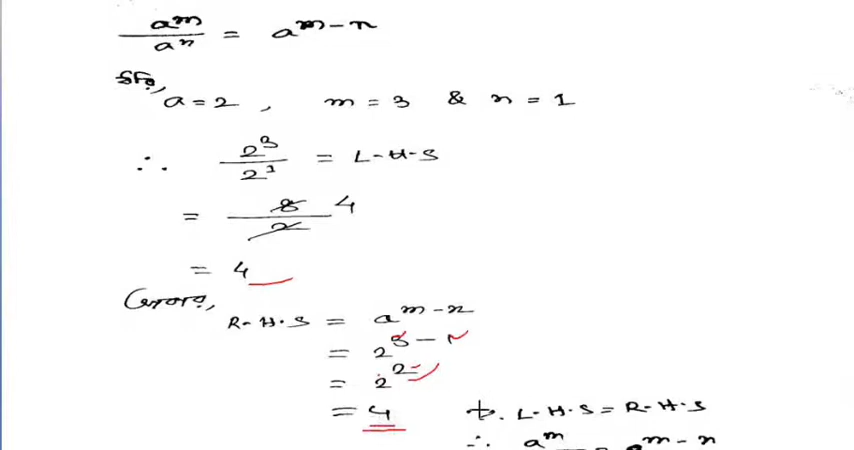 a^m/a^n = a^m-n
ধরি,
a = 2, m = 3 & n = 1
∴ 2^3/2^1 = L-H-S
= 8/2 4
= 4
আবার,
R-H-S = a^m-n
= 2^3-1
= 2^2
= 4
L-H-S = R-H-S
∴ a^m = a^m-n